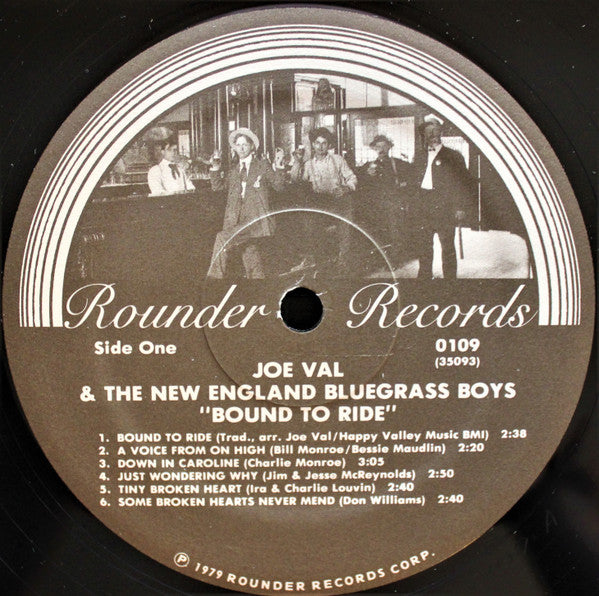 Rounder Records
Side One
0109
(35093)
JOE VAL
& THE NEW ENGLAND BLUEGRASS BOYS
"BOUND TO RIDE"
1. BOUND TO RIDE (Trad., arr. Joe Val/Happy Valley Music BMI) 2:38
2. A VOICE FROM ON HIGH (Bill Monroe/Bessie Maudlin) 2:20
3. DOWN IN CAROLINE (Charlie Monroe) 3:05
4. JUST WONDERING WHY (Jim & Jesse McReynolds) 2:50
5. TINY BROKEN HEART (Ira & Charlie Louvin) 2:40
6. SOME BROKEN HEARTS NEVER MEND (Don Williams) 2:40
℗ 1979 ROUNDER RECORDS CORP.